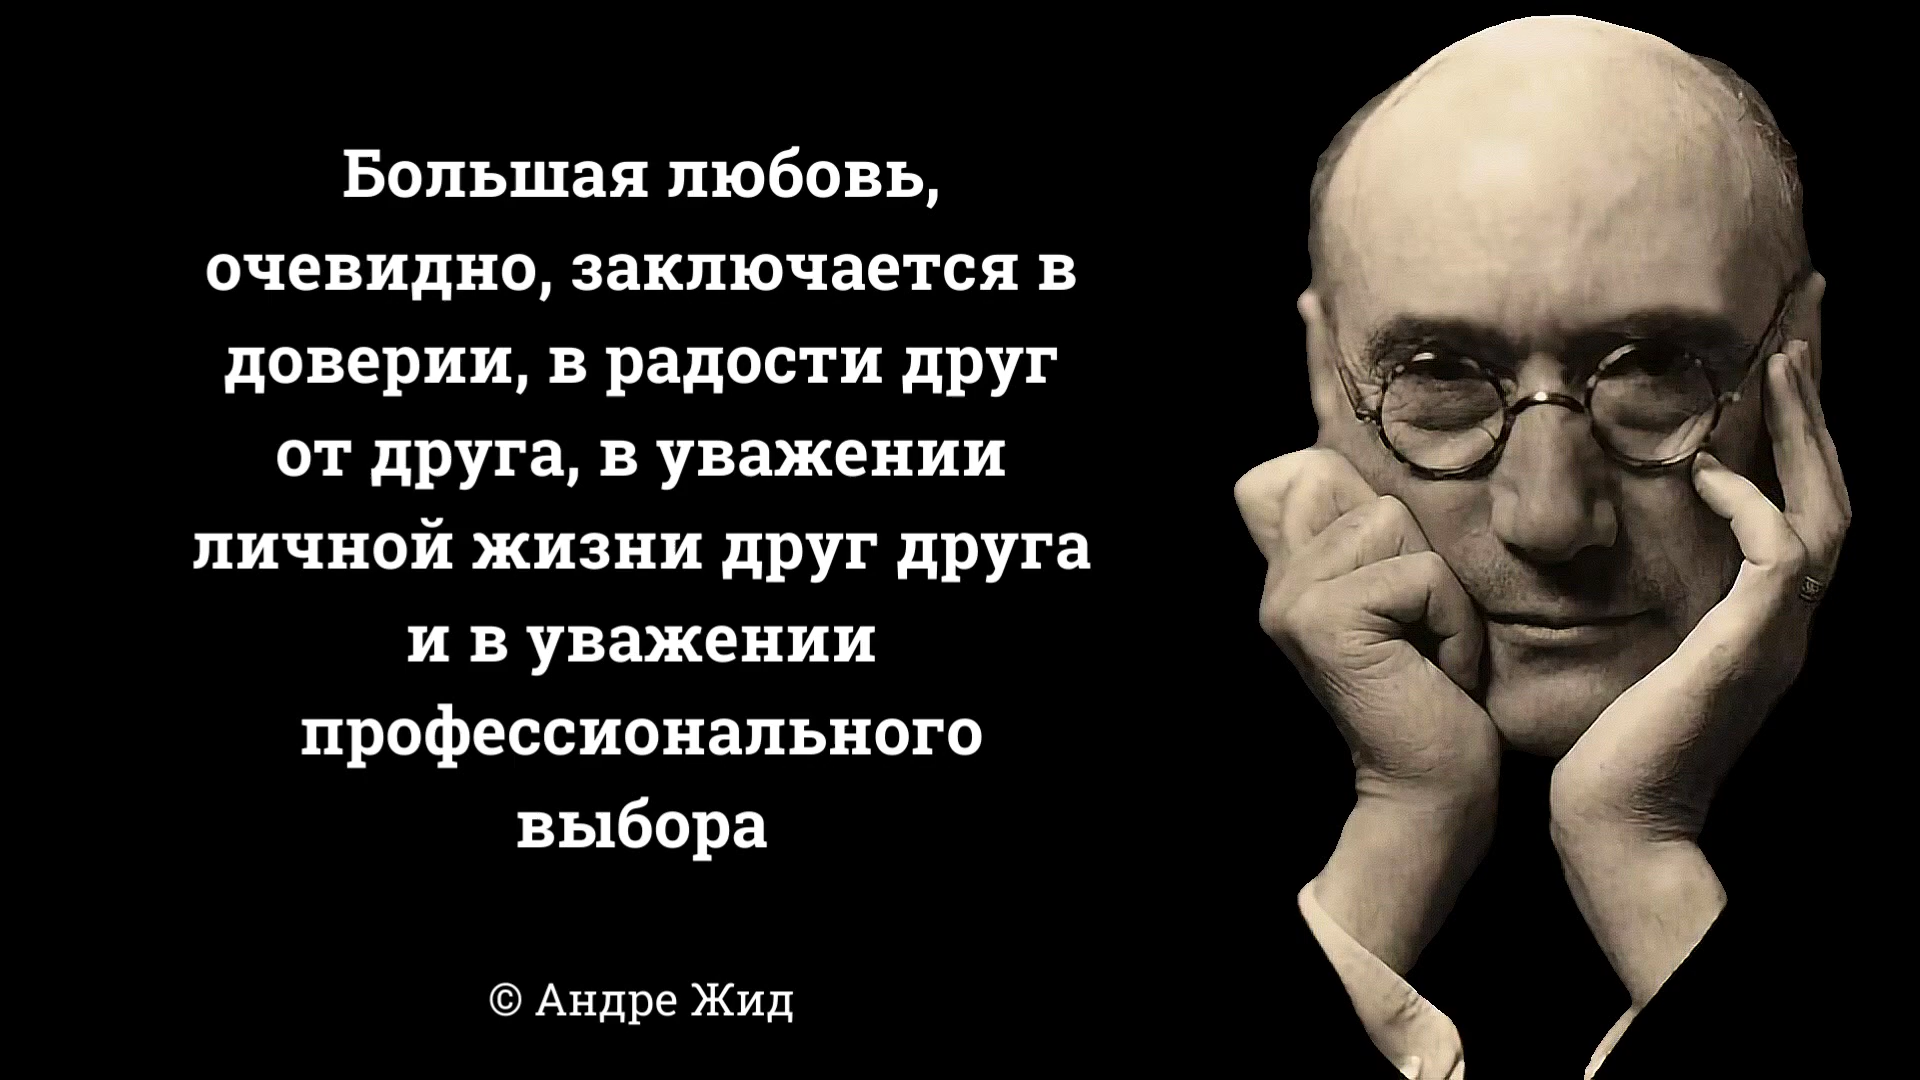 Большая любовь,
очевидно, заключается в
доверии, в радости друг
от друга, в уважении
личной жизни друг друга
и в уважении
профессионального
выбора
© Андре Жид